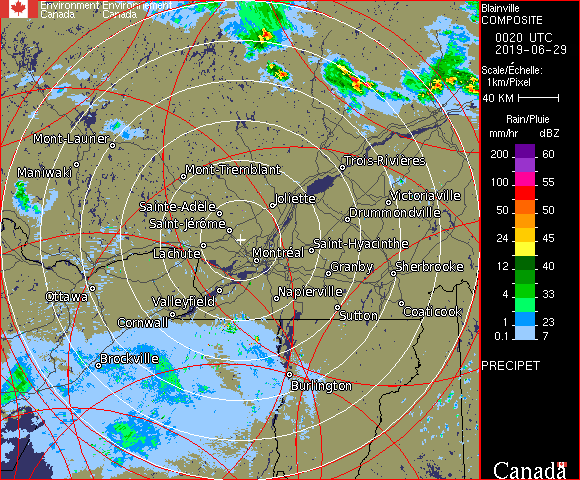 Environment Environnement
Canada Canada
Blainville
COMPOSITE
0020 UTC
2019-06-29
Scale/Échelle:
1km/Pixel
40 KM
Rain/Pluie
mm/hr dBZ
200 60
100 55
50 50
24 45
12 40
4 33
1 23
0.1 7
PRECIPET
Mont-Laurier
Maniwaki
Mont-Tremblant
Trois-Rivières
Sainte-Adèle
Joliette
Victoriaville
Drummondville
Saint-Jérôme
Lachute
Montréal
Saint-Hyacinthe
Granby
Sherbrooke
Ottawa
Valleyfield
Napierville
Cornwall
Sutton
Coaticook
Brockville
Burlington
Canada